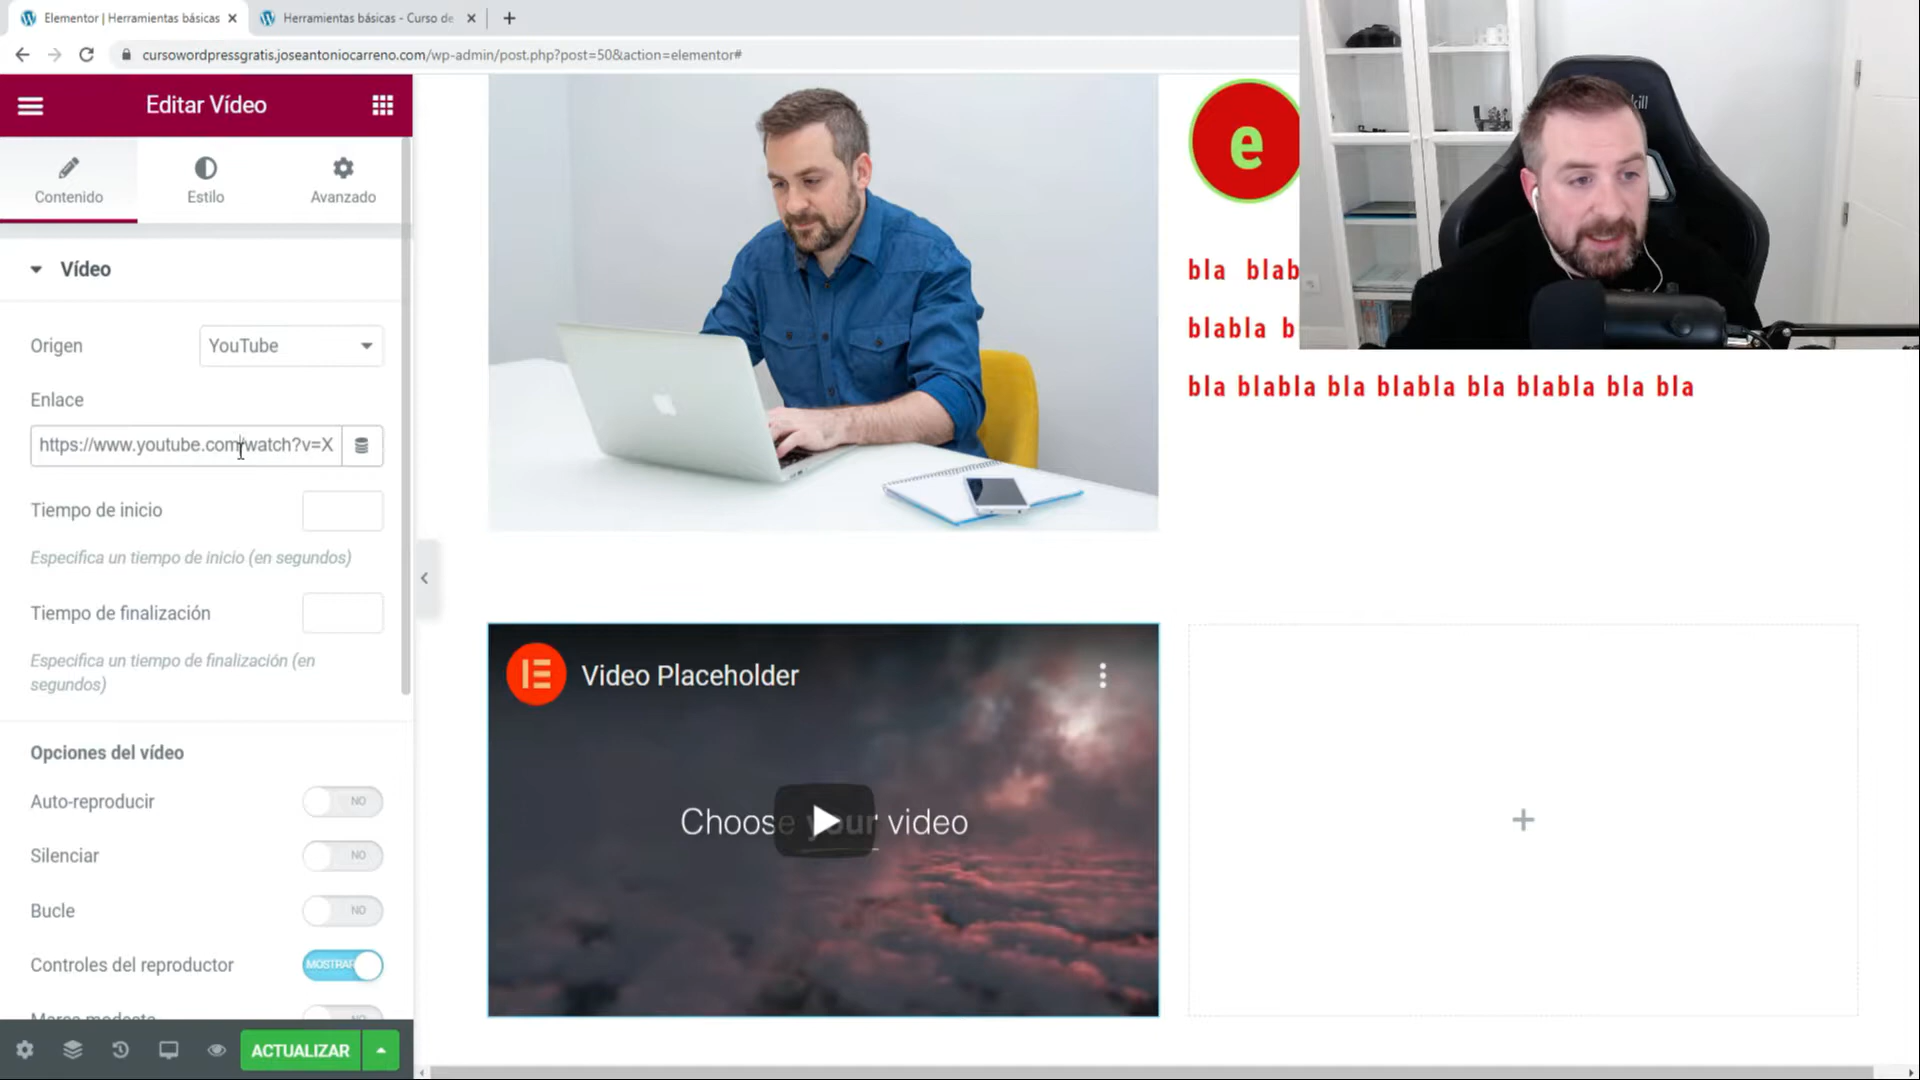 Elementor | Herramientas básicas
Herramientas básicas - Curso de
cursowordpressgratis.joseantoniocarreno.com/wp-admin/post.php?post=50&action=elementor#
Editar Vídeo
Contenido
Estilo
Avanzado
Vídeo
Origen
YouTube
Enlace
https://www.youtube.com/watch?v=X
Tiempo de inicio
Especifica un tiempo de inicio (en segundos)
Tiempo de finalización
Especifica un tiempo de finalización (en
segundos)
Opciones del vídeo
Auto-reproducir
NO
Silenciar
NO
Bucle
NO
Controles del reproductor
MOSTRAR
Marca modesta
NO
ACTUALIZAR
e
bla blab
blabla b
bla blabla bla blabla bla blabla bla bla
Video Placeholder
Choose your video